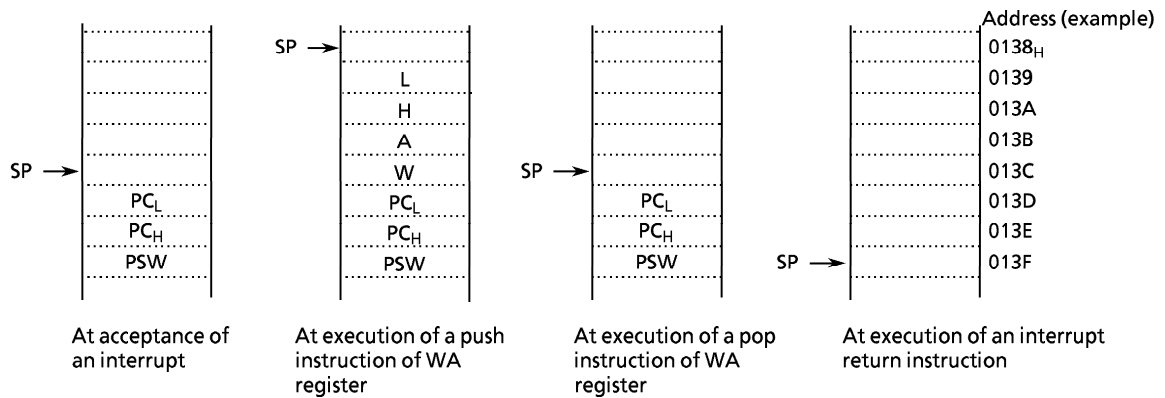 Address (example)
SP
0138H
L
0139
H
013A
A
013B
SP
W
SP
013C
PCL
PCL
PCL
013D
PCH
PCH
PCH
013E
PSW
PSW
PSW
SP
013F
At acceptance of
an interrupt
At execution of a push
instruction of WA
register
At execution of a pop
instruction of WA
register
At execution of an interrupt
return instruction